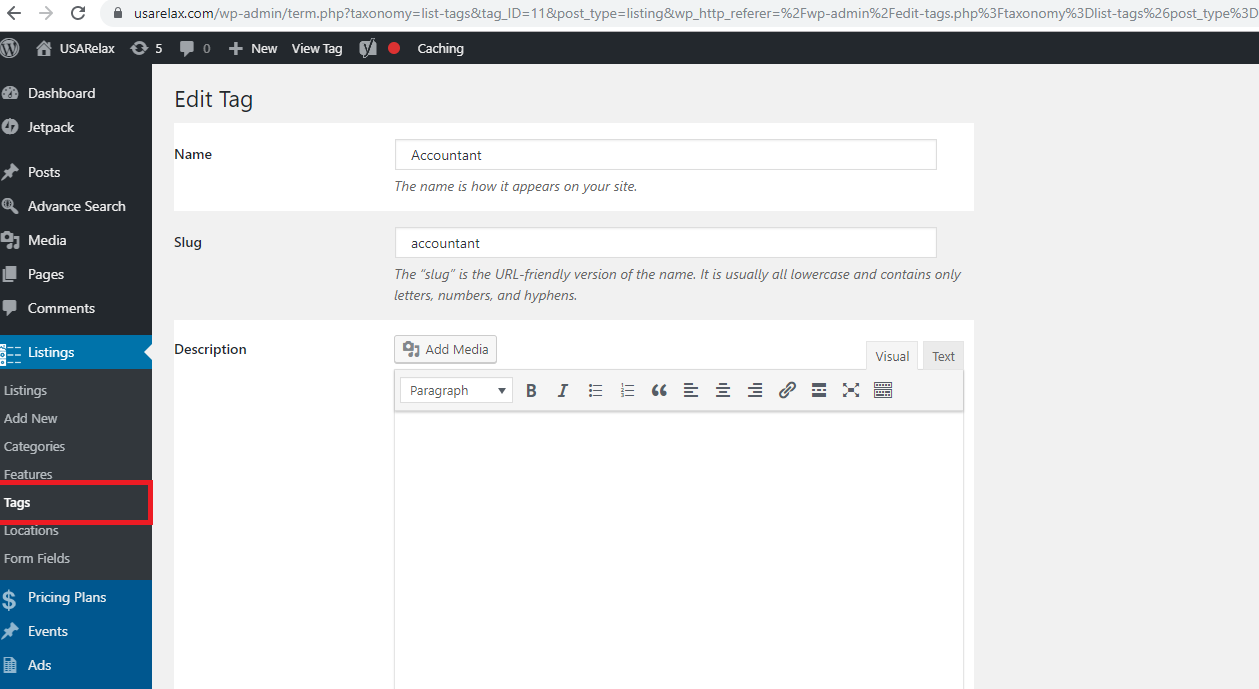 usarelax.com/wp-admin/term.php?taxonomy=list-tags&tag_ID=11&post_type=listing&wp_http_referer=%2Fwp-admin%2Fedit-tags.php%3Ftaxonomy%3Dlist-tags%26post_type%3D
USARelax 5 0 New View Tag Caching
Dashboard
Jetpack
Posts
Advance Search
Media
Pages
Comments
Listings
Listings
Add New
Categories
Features
Tags
Locations
Form Fields
Pricing Plans
Events
Ads
Edit Tag
Name
Accountant
The name is how it appears on your site.
Slug
accountant
The “slug” is the URL-friendly version of the name. It is usually all lowercase and contains only
letters, numbers, and hyphens.
Description
Add Media
Visual Text
Paragraph